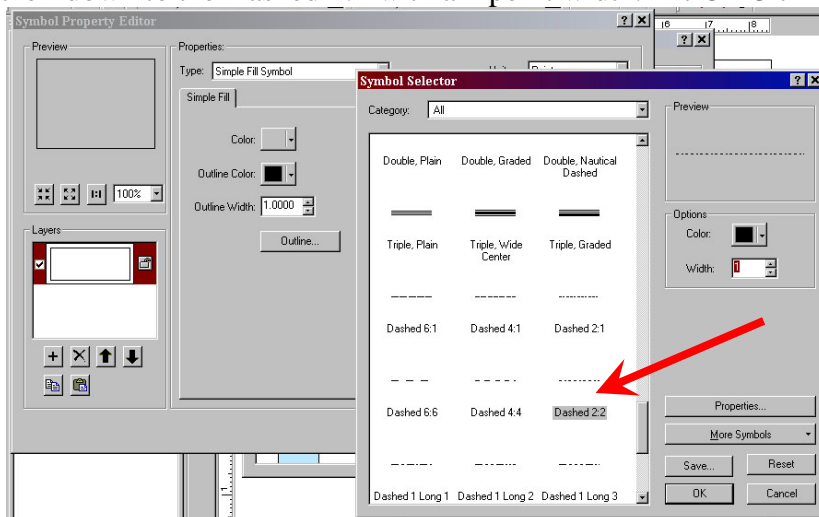 Symbol Property Editor
Preview
100%
Layers
Properties:
Type: Simple Fill Symbol
Simple Fill
Color:
Outline Color:
Outline Width: 1.0000
Outline...
16 17 18
Symbol Selector
Category: All
Double, Plain Double, Graded Double, Nautical
Dashed
Triple, Plain Triple, Wide Triple, Graded
Center
Dashed 6:1 Dashed 4:1 Dashed 2:1
Dashed 6:6 Dashed 4:4 Dashed 2:2
Dashed 1 Long 1 Dashed 1 Long 2 Dashed 1 Long 3
Preview
Options
Color:
Width: 1
Properties...
More Symbols
Save... Reset
OK Cancel